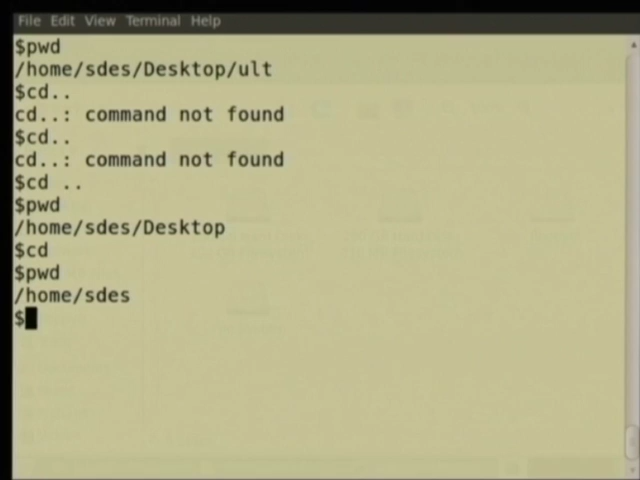 File Edit View Terminal Help
$pwd
/home/sdes/Desktop/ult
$cd..
cd..: command not found
$cd..
cd..: command not found
$cd ..
$pwd
/home/sdes/Desktop
$cd
$pwd
/home/sdes
$